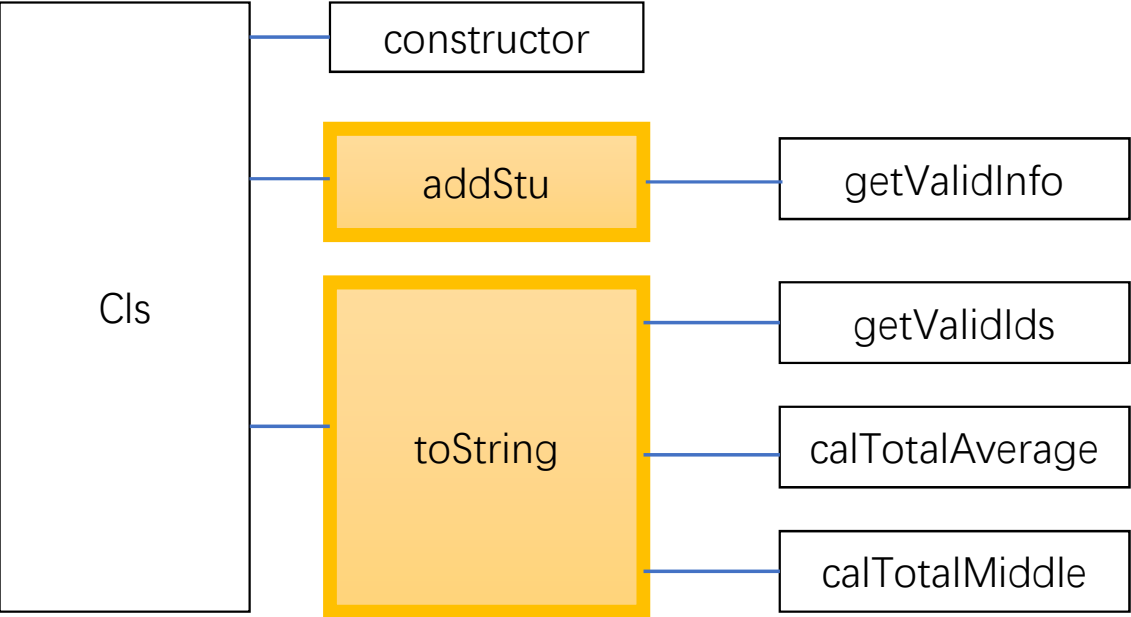 constructor
addStu
getValidInfo
Cls
getValidIds
toString
calTotalAverage
calTotalMiddle